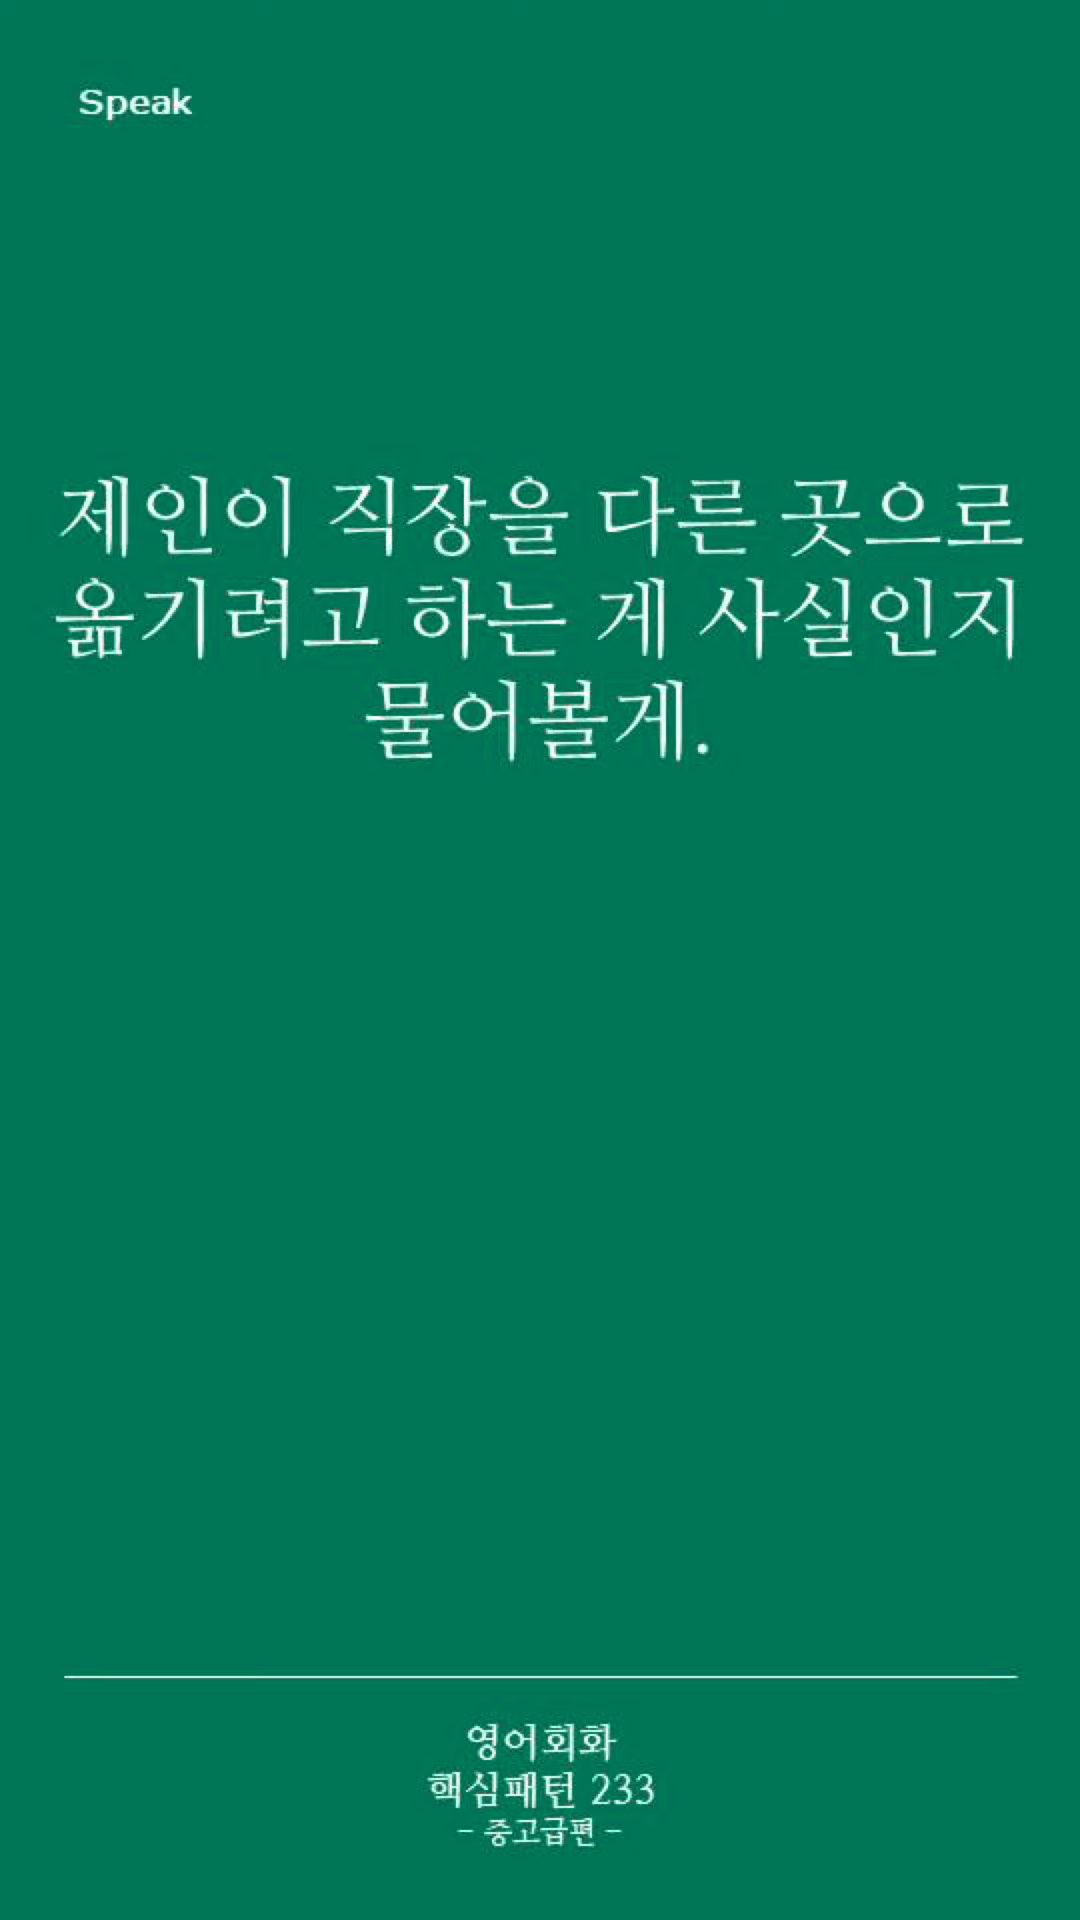 Speak
제인이 직장을 다른 곳으로
옮기려고 하는 게 사실인지
물어볼게.
영어회화
핵심패턴 233
- 중고급편 -